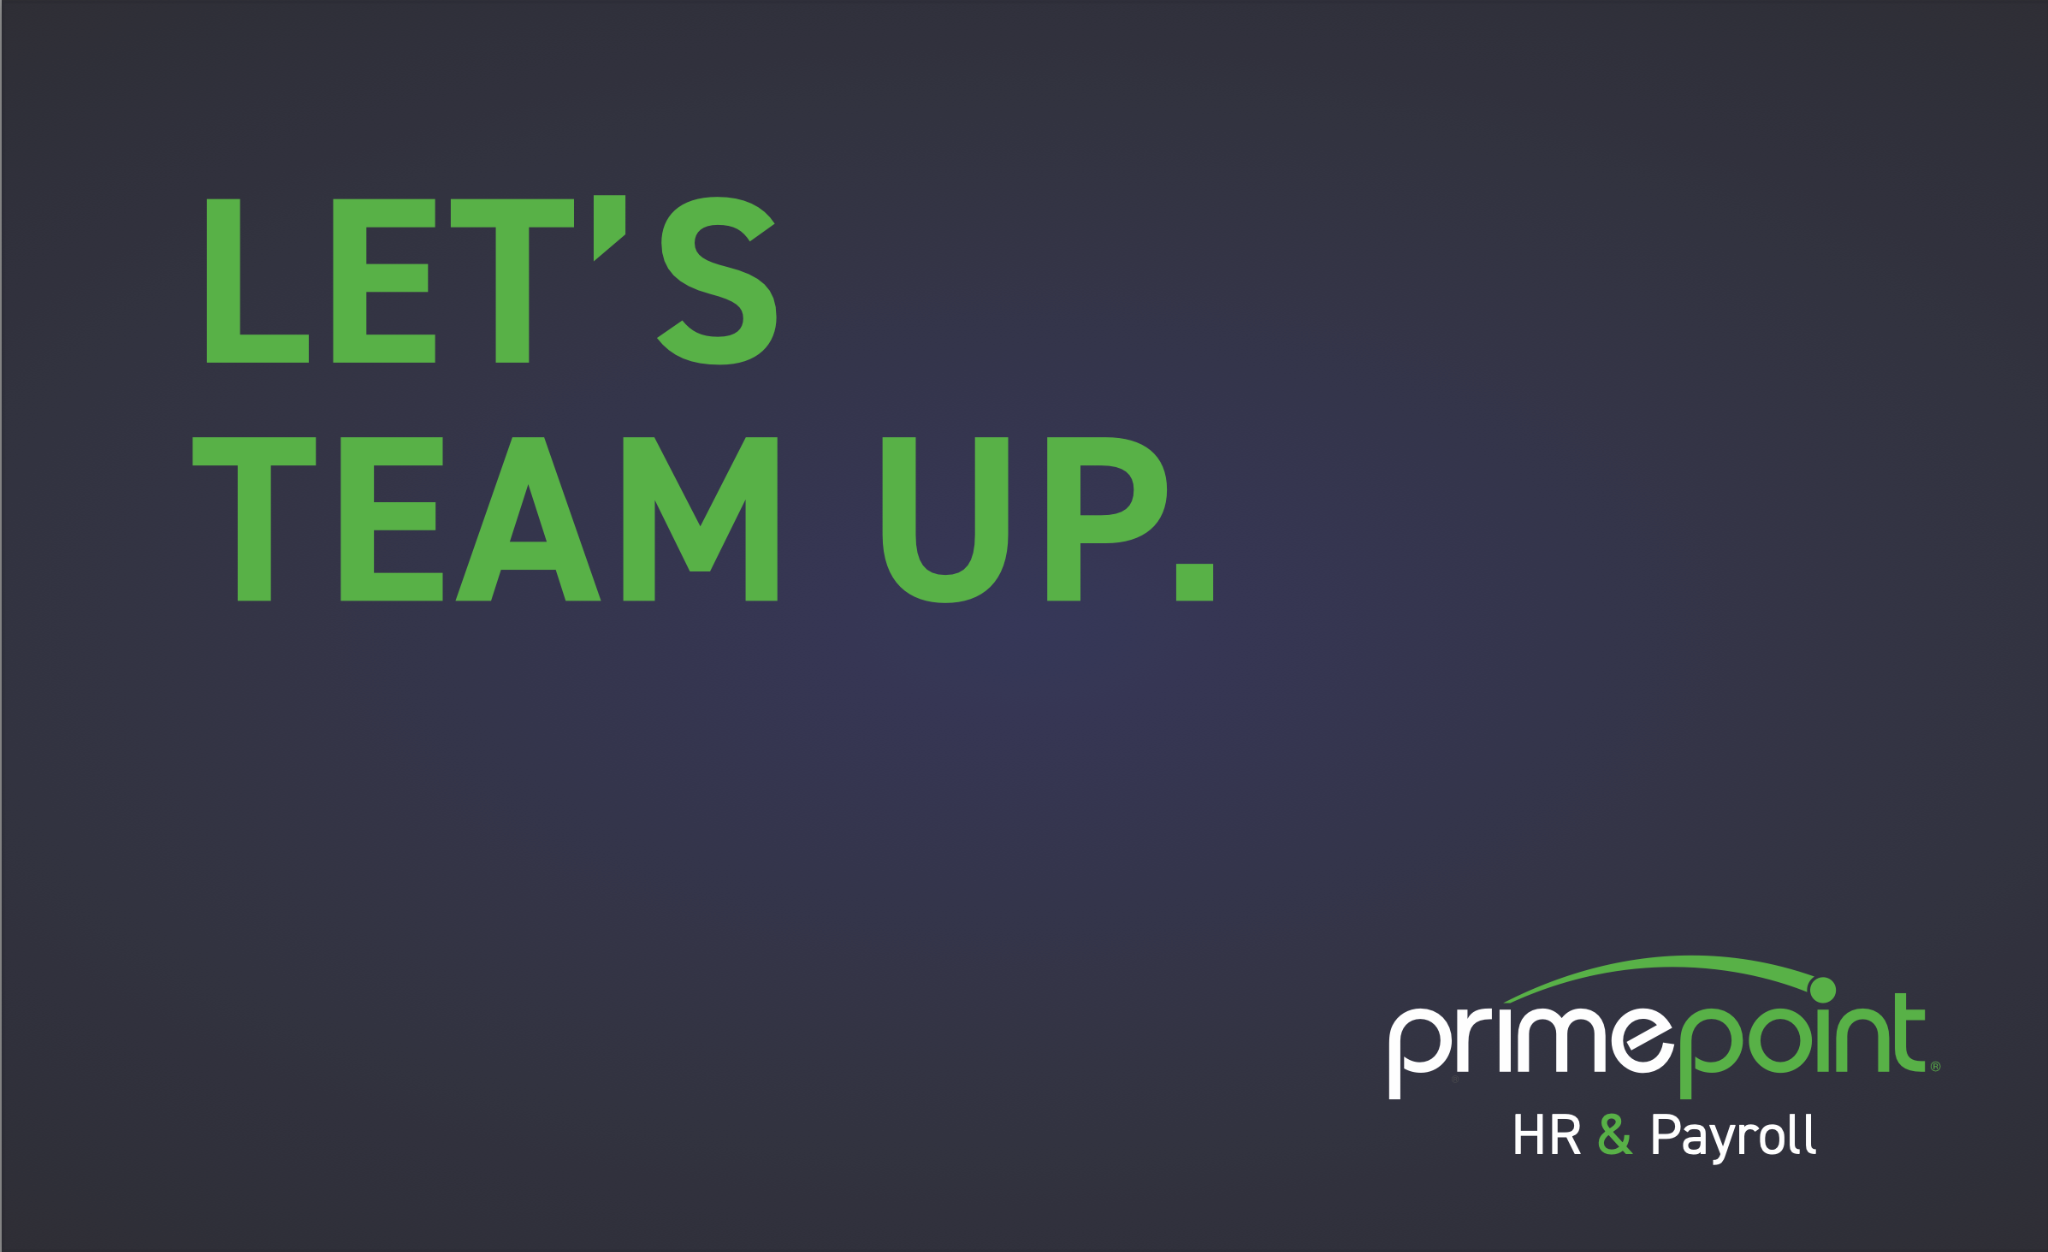 LET’S
TEAM UP.
primepoint®
HR & Payroll